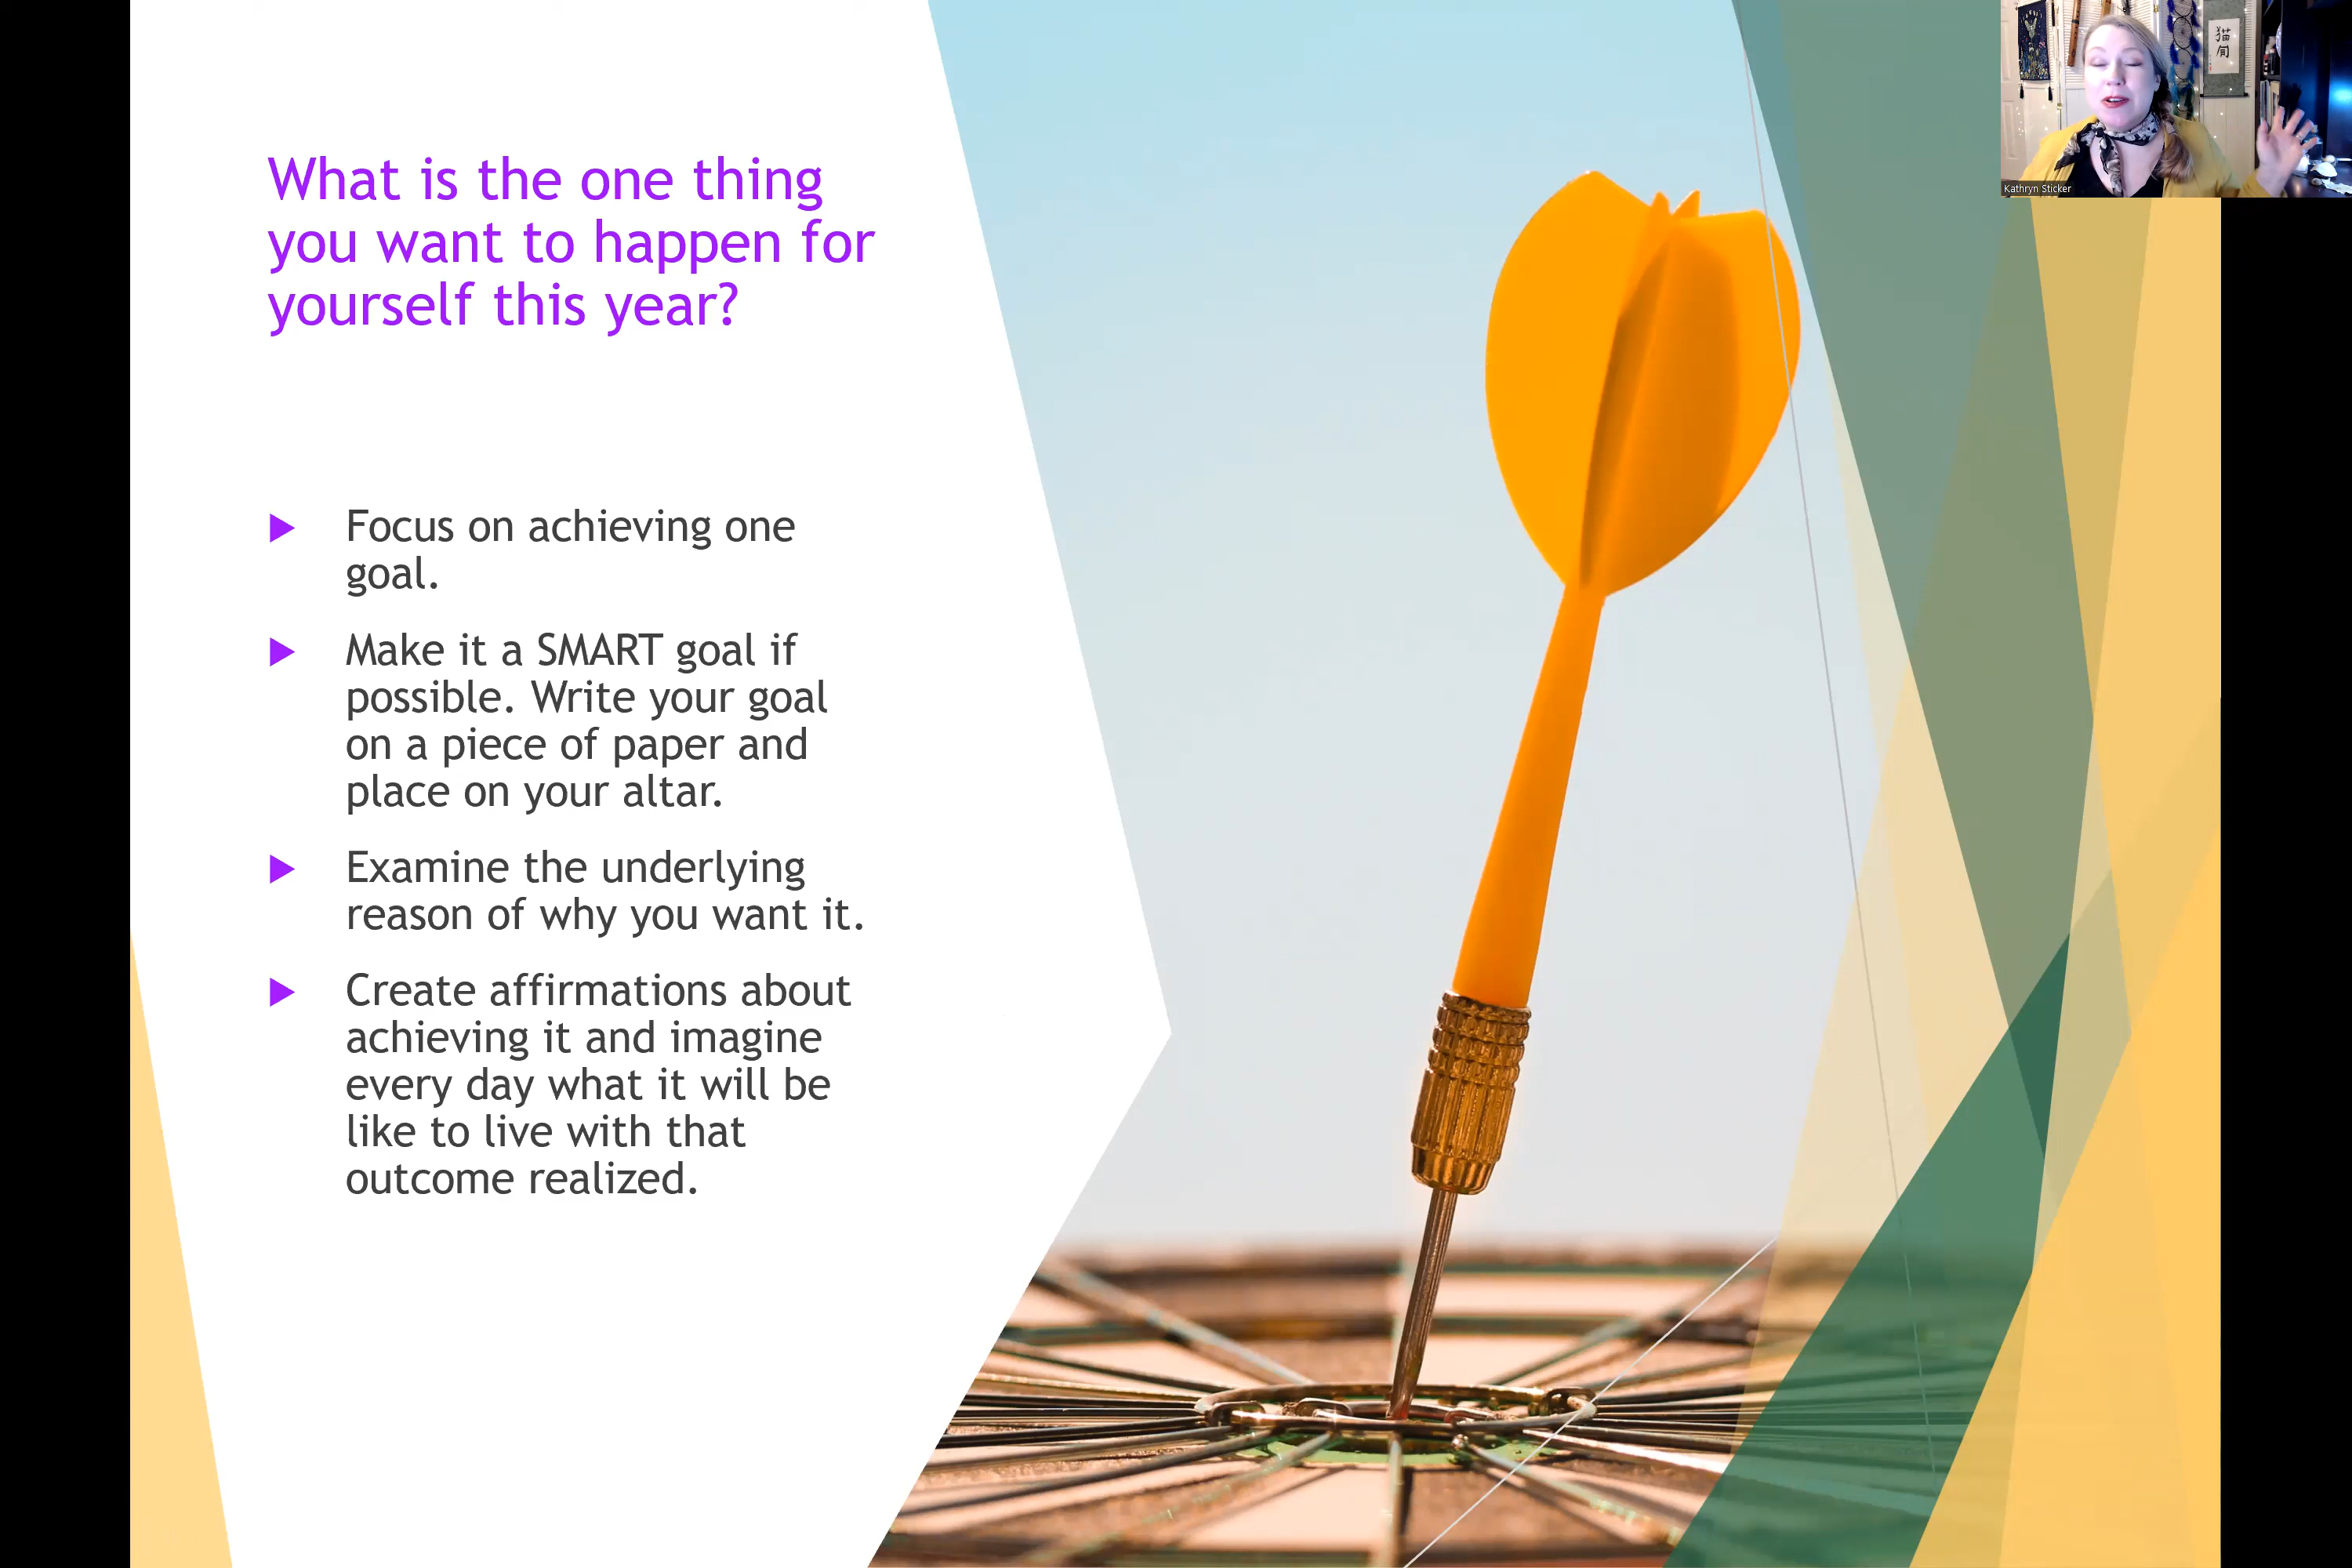 What is the one thing
you want to happen for
yourself this year?
Focus on achieving one
goal.
Make it a SMART goal if
possible. Write your goal
on a piece of paper and
place on your altar.
Examine the underlying
reason of why you want it.
Create affirmations about
achieving it and imagine
every day what it will be
like to live with that
outcome realized.
Kathryn Sticker